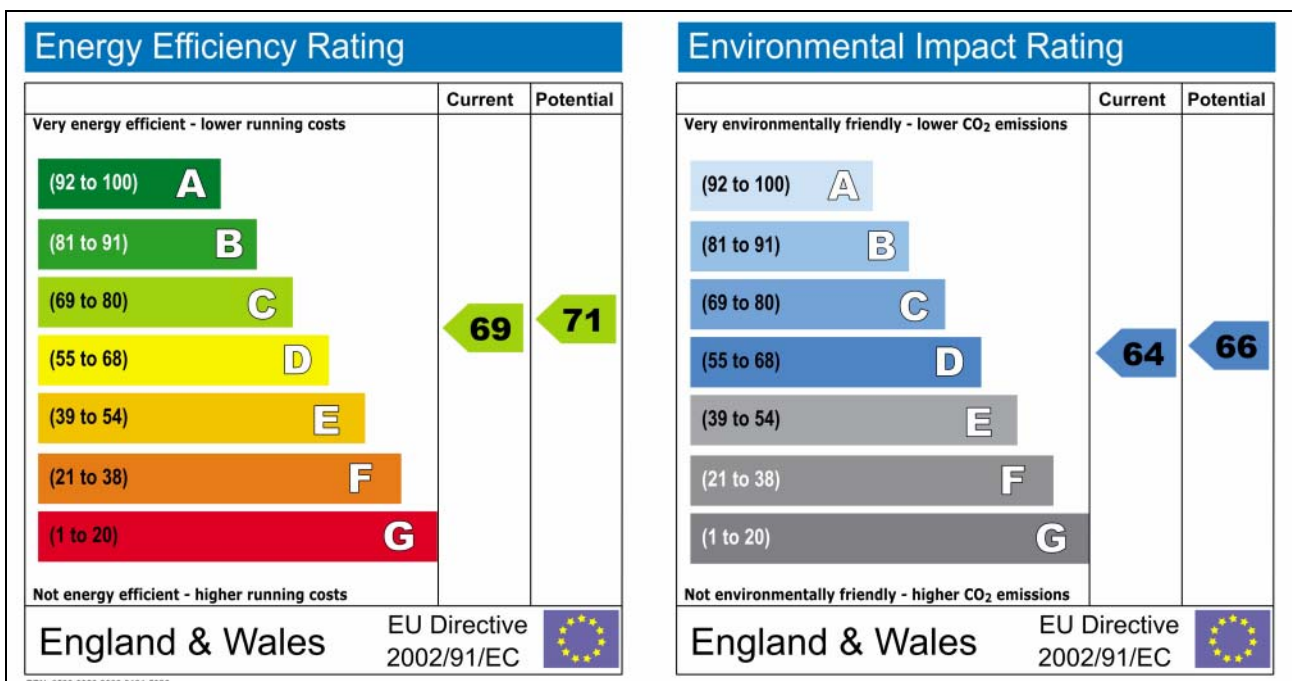 Energy Efficiency Rating
Current Potential
Very energy efficient - lower running costs
(92 to 100) A
(81 to 91) B
(69 to 80) C
69 71
(55 to 68) D
(39 to 54) E
(21 to 38) F
(1 to 20) G
Not energy efficient - higher running costs
England & Wales
EU Directive
2002/91/EC
Environmental Impact Rating
Current Potential
Very environmentally friendly - lower CO₂ emissions
(92 to 100) A
(81 to 91) B
(69 to 80) C
(55 to 68) D
64 66
(39 to 54) E
(21 to 38) F
(1 to 20) G
Not environmentally friendly - higher CO₂ emissions
England & Wales
EU Directive
2002/91/EC